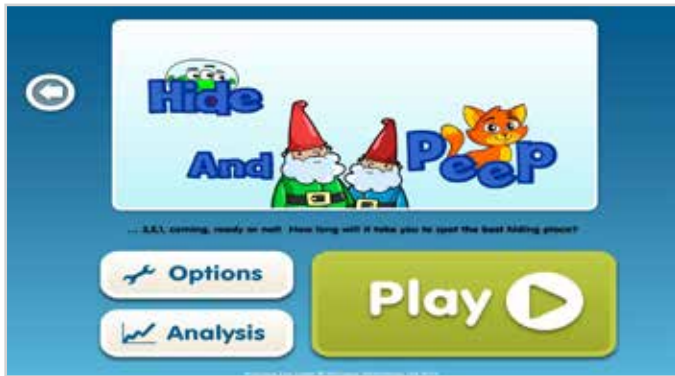 Hide
And
Peep
... 3,2,1, coming, ready or not! How long will it take you to spot the best hiding place?
Options
Play
Analysis